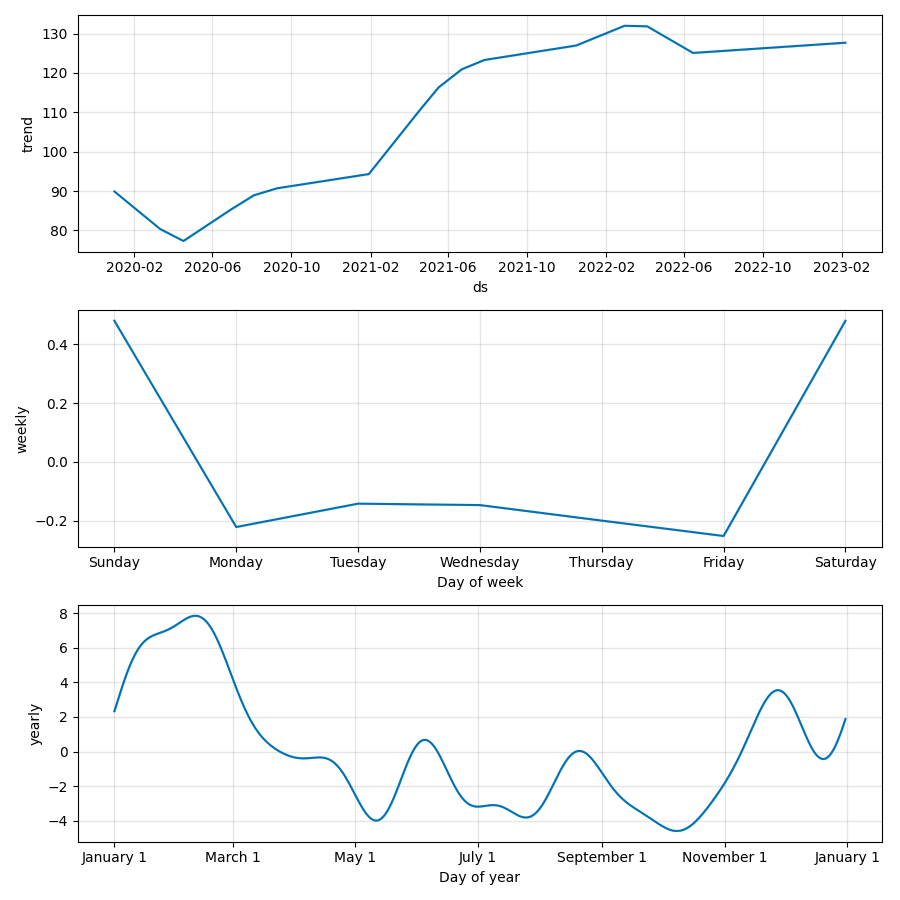 130
120
110
100
90
80
trend
2020-02 2020-06 2020-10 2021-02 2021-06 2021-10 2022-02 2022-06 2022-10 2023-02
ds
0.4
0.2
0.0
−0.2
weekly
Sunday Monday Tuesday Wednesday Thursday Friday Saturday
Day of week
8
6
4
2
0
−2
−4
yearly
January 1 March 1 May 1 July 1 September 1 November 1 January 1
Day of year